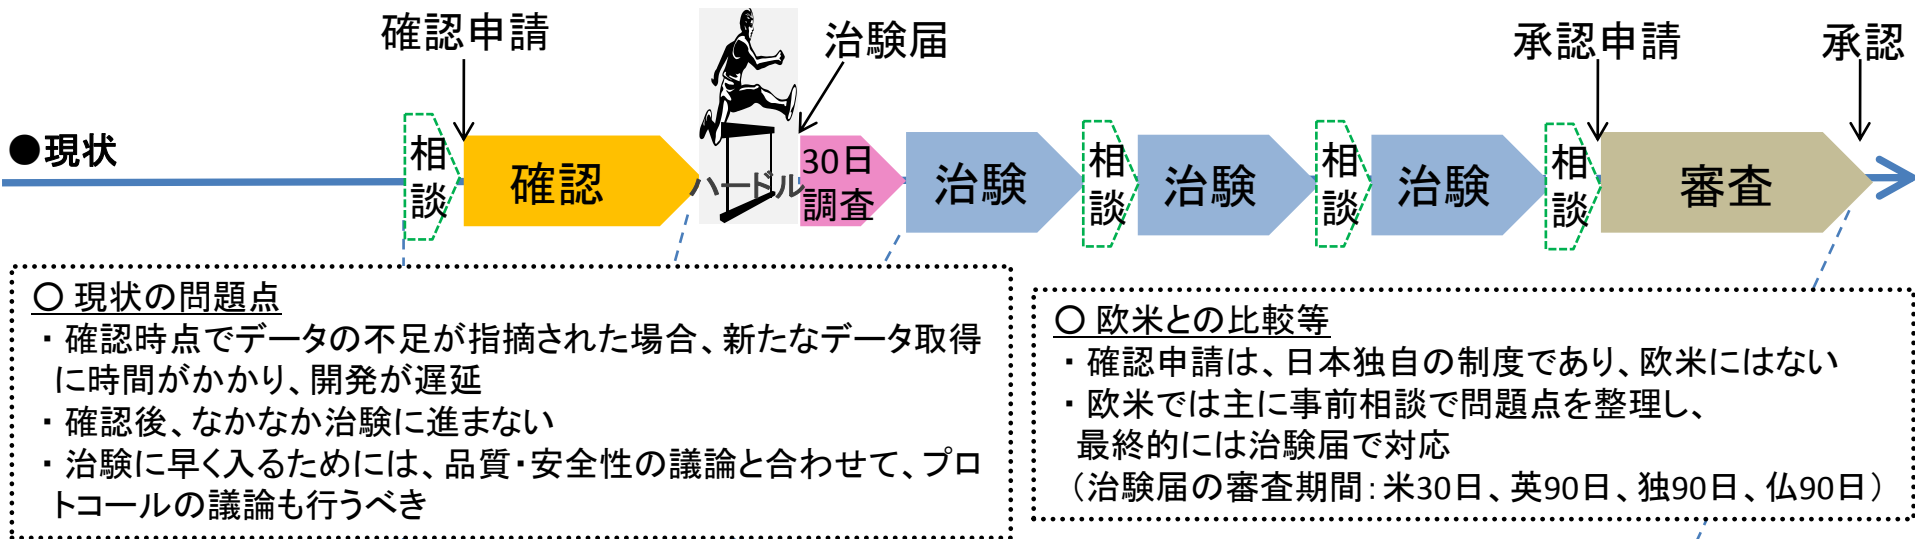 確認申請
治験届
承認申請
承認
●現状
相談
確認
ハードル
30日
調査
治験
相談
治験
相談
治験
相談
審査
〇 現状の問題点
・確認時点でデータの不足が指摘された場合、新たなデータ取得
に時間がかかり、開発が遅延
・確認後、なかなか治験に進まない
・治験に早く入るためには、品質・安全性の議論と合わせて、プロ
トコールの議論も行うべき
〇 欧米との比較等
・確認申請は、日本独自の制度であり、欧米にはない
・欧米では主に事前相談で問題点を整理し、
最終的には治験届で対応
（治験届の審査期間：米30日、英90日、独90日、仏90日）